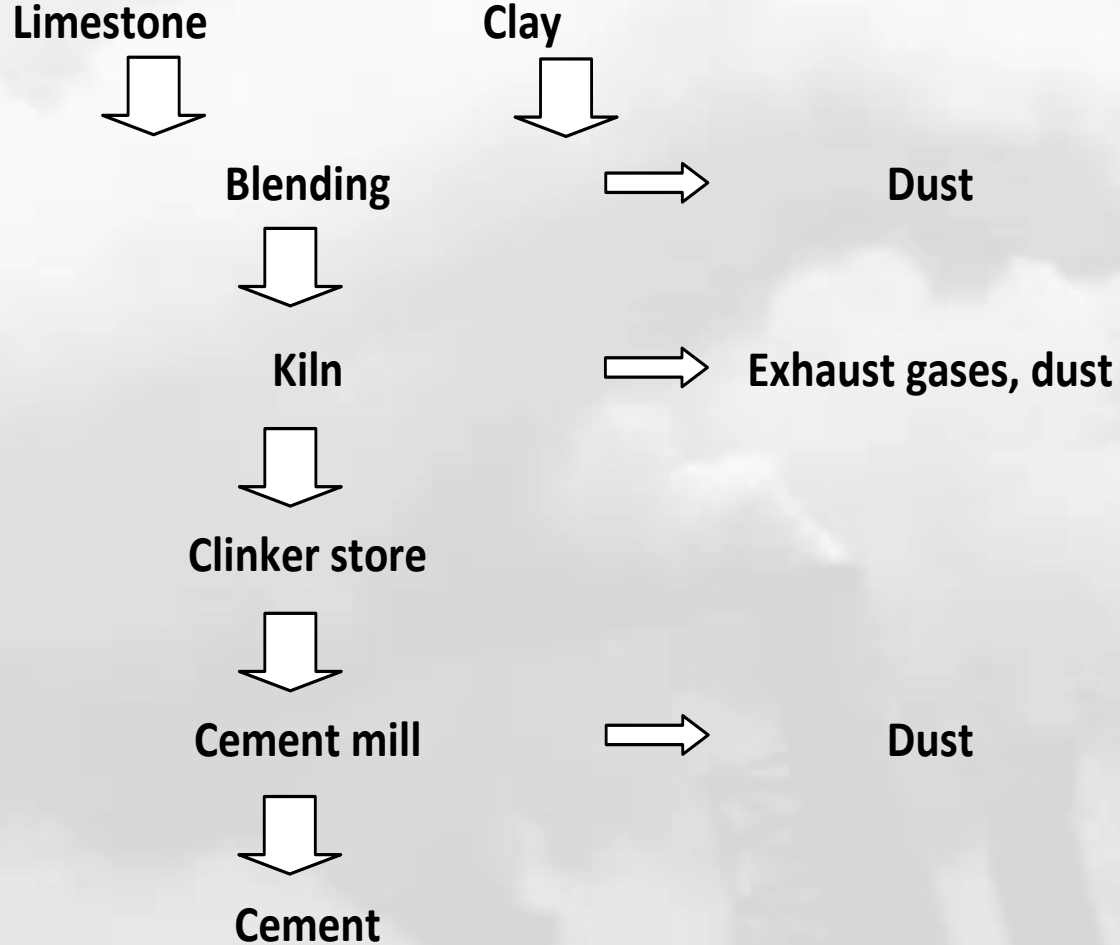 Limestone Clay
Blending Dust
Kiln Exhaust gases, dust
Clinker store
Cement mill Dust
Cement